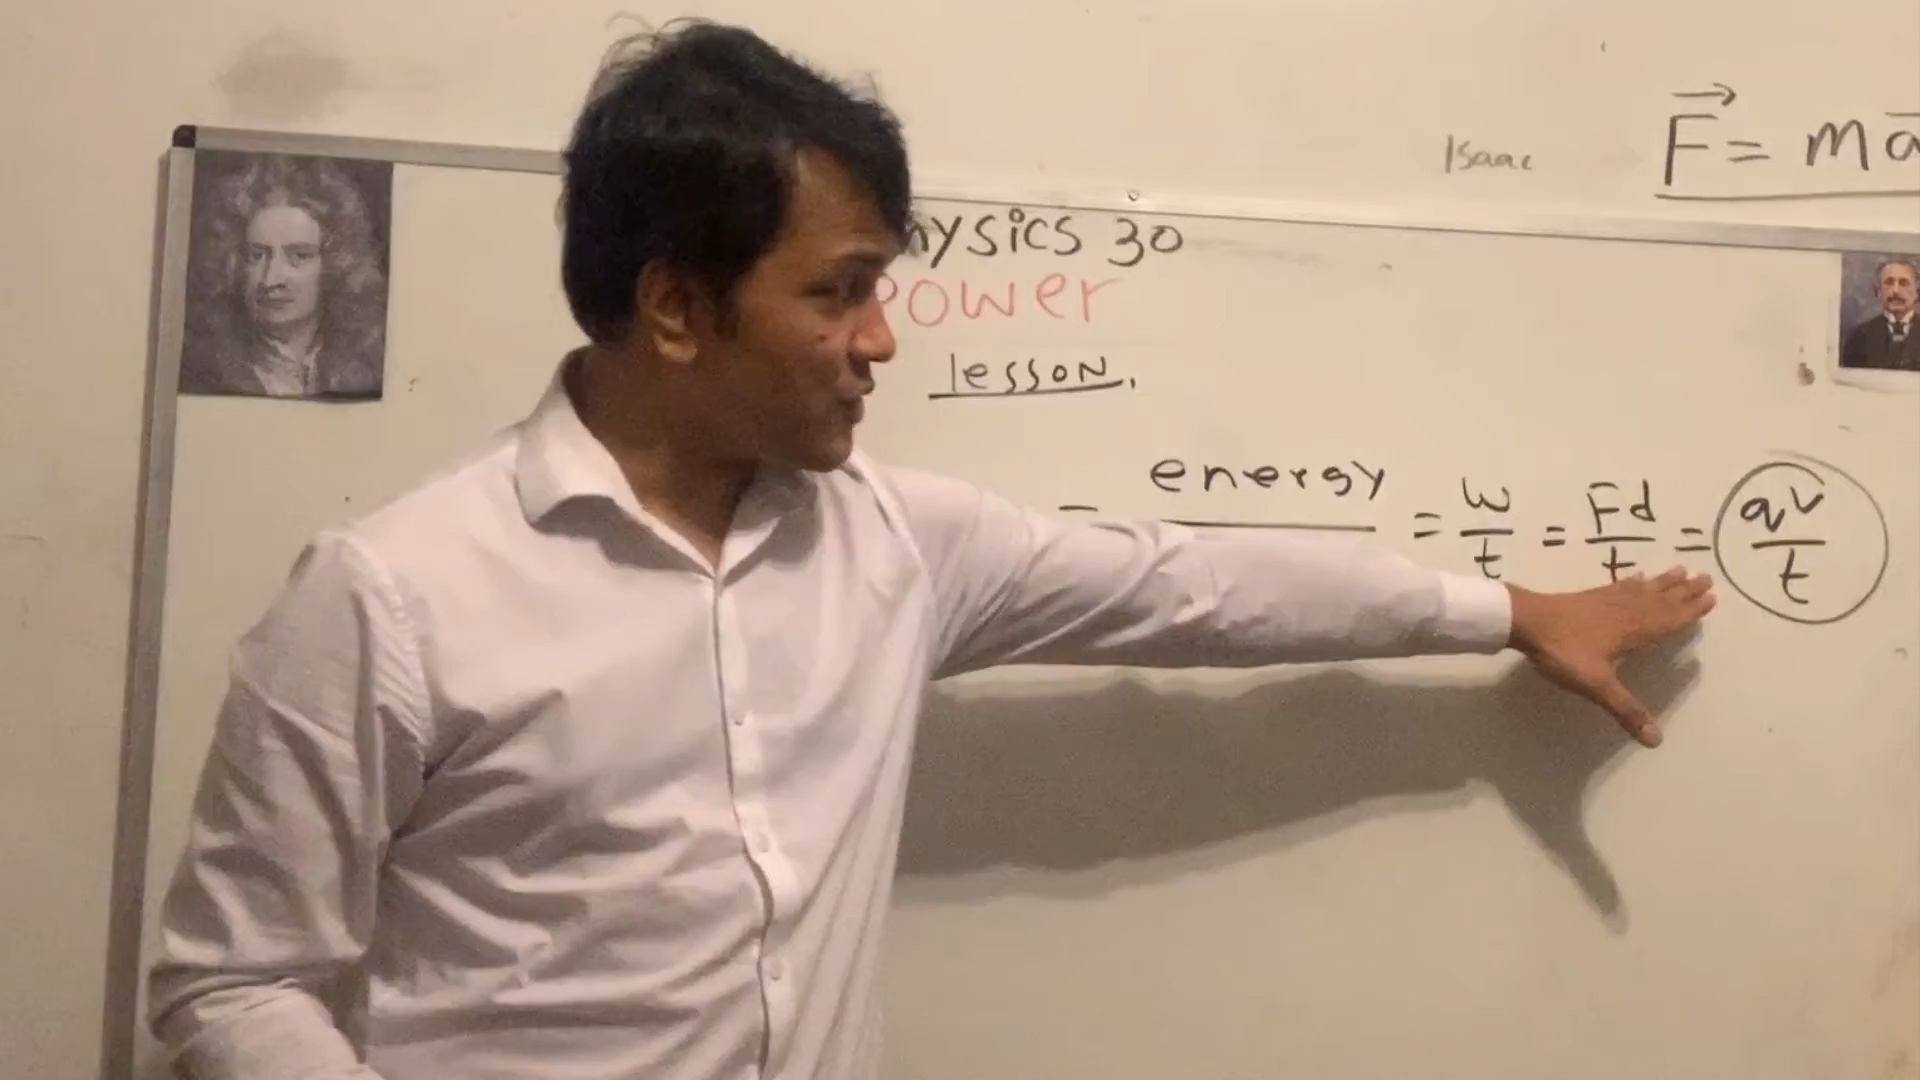 Isaac
F = ma
hysics 30
Power
lesson.
= energy = W/t = Fd/t = qV/t